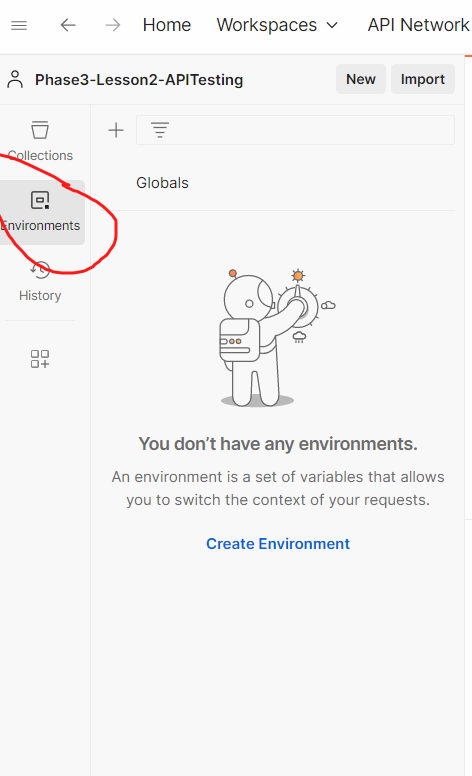 Home Workspaces API Network
Phase3-Lesson2-APITesting New Import
Collections
Globals
Environments
History
You don’t have any environments.
An environment is a set of variables that allows
you to switch the context of your requests.
Create Environment